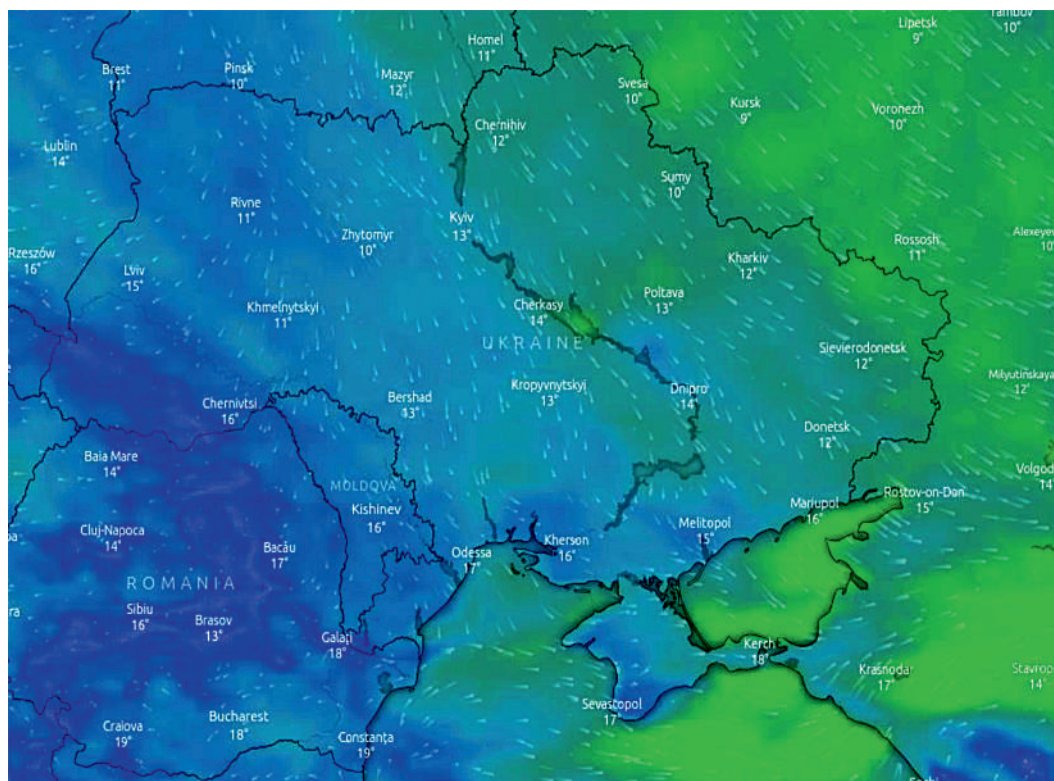 Lipetsk
9°
Tambov
10°
Homel
11°
Brest
11°
Pinsk
10°
Mazyr
12°
Svesa
10°
Kursk
9°
Voronezh
10°
Chernihiv
12°
Lublin
14°
Sumy
10°
Rivne
11°
Kyiv
13°
Zhytomyr
10°
Rossosh
11°
10°
Rzeszów
16°
Lviv
15°
Kharkiv
12°
Khmelnytskyi
11°
Cherkasy
14°
Poltava
13°
UKRAINE
Sievierodonetsk
12°
Milyutinskaya
12°
Chernivtsi
16°
Bershad
13°
Kropyvnytskyi
13°
Dnipro
14°
Donetsk
12°
Baia Mare
14°
MOLDOVA
Kishinev
16°
Volgod
14°
Mariupol
16°
Rostov-on-Don
15°
Cluj-Napoca
14°
Bacău
17°
Odessa
17°
Kherson
16°
Melitopol
15°
ROMANIA
Sibiu
16°
Brasov
13°
Galați
18°
Kerch
18°
Krasnodar
17°
Stavrop
14°
Craiova
19°
Bucharest
18°
Constanța
19°
Sevastopol
17°